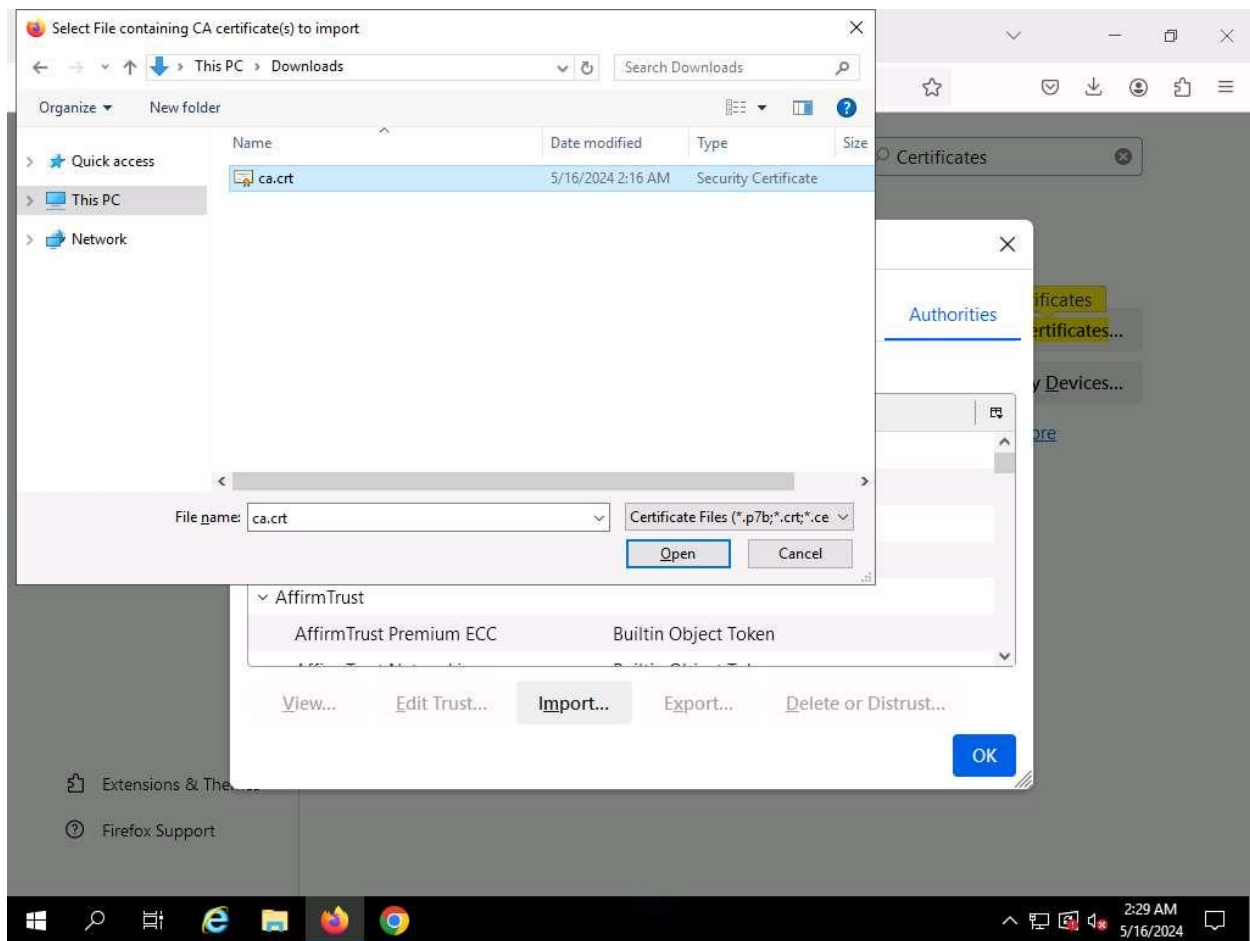 Select File containing CA certificate(s) to import
This PC > Downloads
Search Downloads
Organize
New folder
Name
Date modified
Type
Size
Quick access
ca.crt
5/16/2024 2:16 AM
Security Certificate
This PC
Network
Certificates
ificates
Authorities
ertificates...
y Devices...
ore
File name:
ca.crt
Certificate Files (*.p7b;*.crt;*.ce
Open
Cancel
AffirmTrust
AffirmTrust Premium ECC
Builtin Object Token
View...
Edit Trust...
Import...
Export...
Delete or Distrust...
OK
Extensions & The
Firefox Support
2:29 AM
5/16/2024